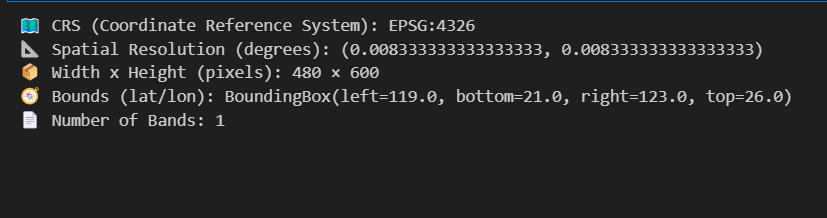 🗺️ CRS (Coordinate Reference System): EPSG:4326
📐 Spatial Resolution (degrees): (0.008333333333333333, 0.008333333333333333)
📦 Width x Height (pixels): 480 × 600
🧭 Bounds (lat/lon): BoundingBox(left=119.0, bottom=21.0, right=123.0, top=26.0)
📄 Number of Bands: 1